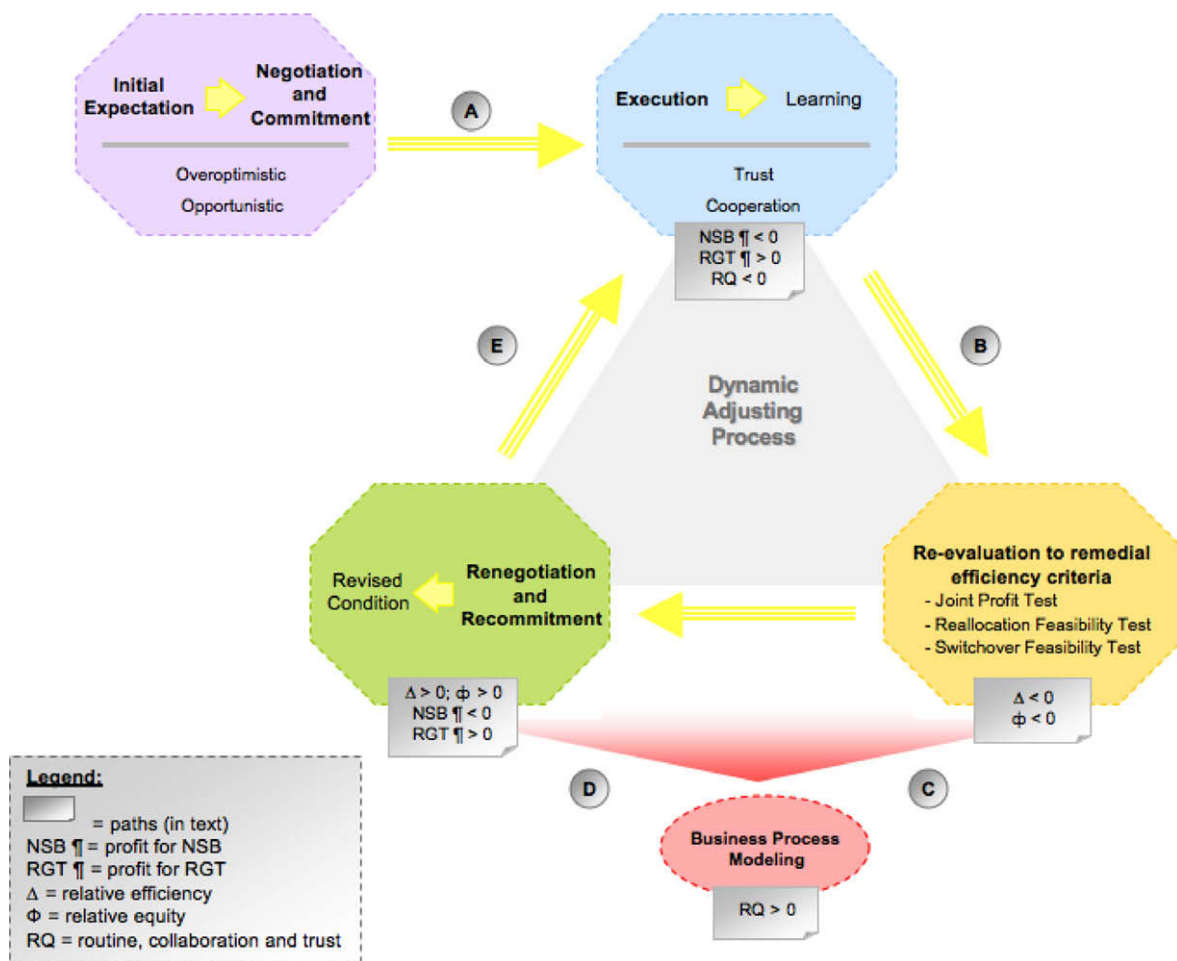 Initial
Expectation
Negotiation
and
Commitment
Overoptimistic
Opportunistic
A
Execution
Learning
Trust
Cooperation
NSB ¶ < 0
RGT ¶ > 0
RQ < 0
E
B
Dynamic
Adjusting
Process
Revised
Condition
Renegotiation
and
Recommitment
Re-evaluation to remedial
efficiency criteria
- Joint Profit Test
- Reallocation Feasibility Test
- Switchover Feasibility Test
Δ > 0; ф > 0
NSB ¶ < 0
RGT ¶ > 0
Δ < 0
ф < 0
D
C
Business Process
Modeling
RQ > 0
Legend:
= paths (in text)
NSB ¶ = profit for NSB
RGT ¶ = profit for RGT
Δ = relative efficiency
Ф = relative equity
RQ = routine, collaboration and trust